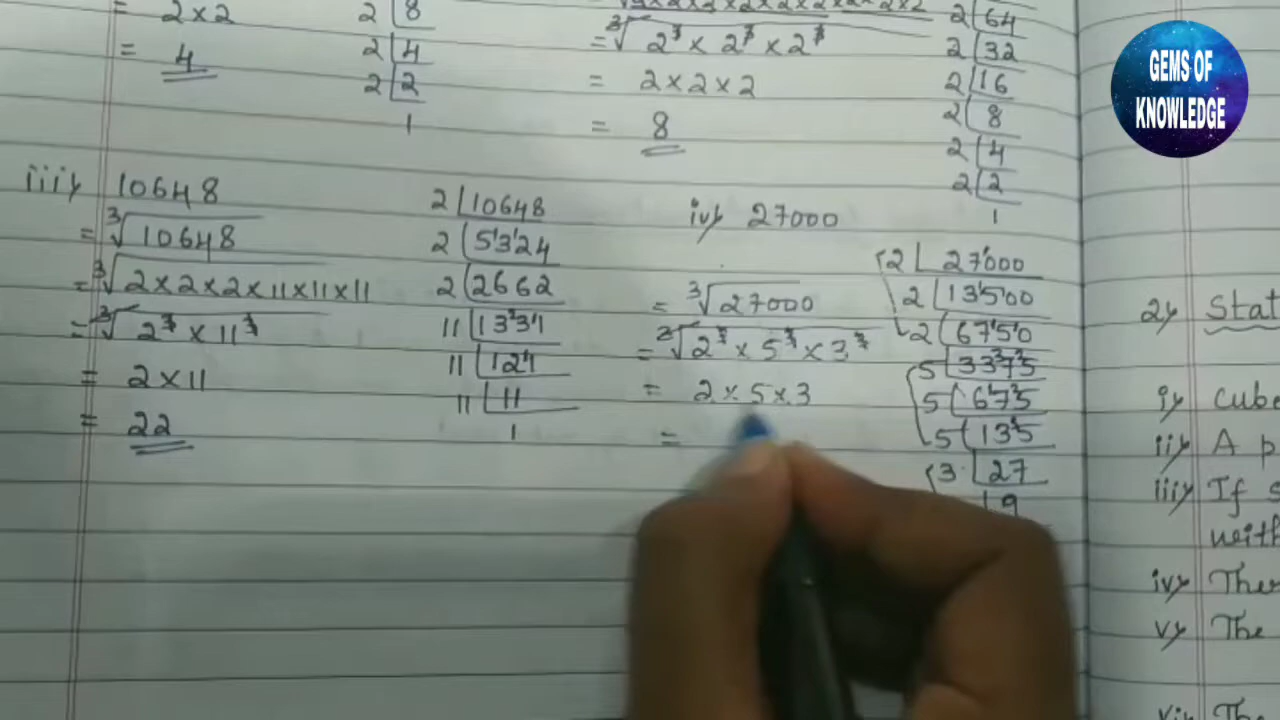 = 2×2
= 4
2 8
2 4
2 2
1
= ∛2³ × 2³ × 2³
= 2×2×2
= 8
2 64
2 32
2 16
2 8
2 4
2 2
1
GEMS OF
KNOWLEDGE
iii) 10648
= ∛10648
= ∛2×2×2×11×11×11
= ∛2³ × 11³
= 2×11
= 22
2 10648
2 5324
2 2662
11 1331
11 121
11 11
1
iv) 27000
= ∛27000
= ∛2³ × 5³ × 3³
= 2×5×3
=
2 27000
2 13500
2 6750
5 3375
5 675
5 135
3 27
9
2) Stat
i) cube
ii) A p
iii) If s
with
iv) Ther
v) The
vi) The